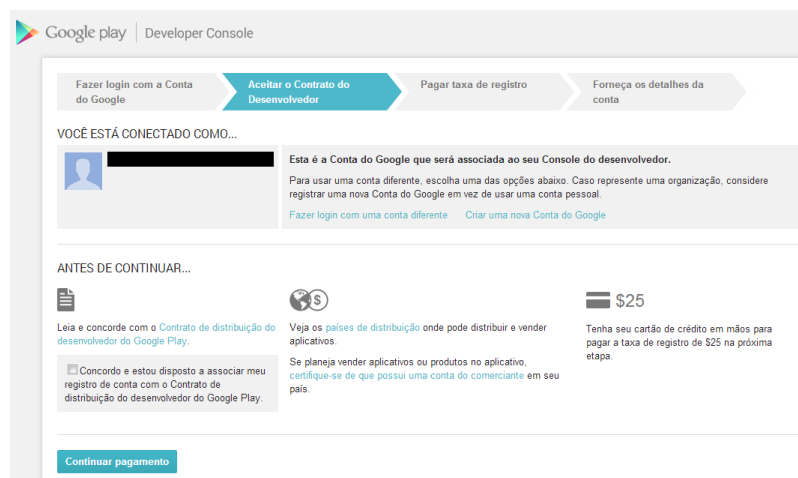 Google play Developer Console
Fazer login com a Conta do Google
Aceitar o Contrato do Desenvolvedor
Pagar taxa de registro
Forneça os detalhes da conta
VOCÊ ESTÁ CONECTADO COMO...
Esta é a Conta do Google que será associada ao seu Console do desenvolvedor.
Para usar uma conta diferente, escolha uma das opções abaixo. Caso represente uma organização, considere
registrar uma nova Conta do Google em vez de usar uma conta pessoal.
Fazer login com uma conta diferente Criar uma nova Conta do Google
ANTES DE CONTINUAR...
Leia e concorde com o Contrato de distribuição do
desenvolvedor do Google Play.
Concordo e estou disposto a associar meu
registro de conta com o Contrato de
distribuição do desenvolvedor do Google Play.
$
Veja os países de distribuição onde pode distribuir e vender
aplicativos.
Se planeja vender aplicativos ou produtos no aplicativo,
certifique-se de que possui uma conta do comerciante em seu
país.
$25
Tenha seu cartão de crédito em mãos para
pagar a taxa de registro de $25 na próxima
etapa.
Continuar pagamento